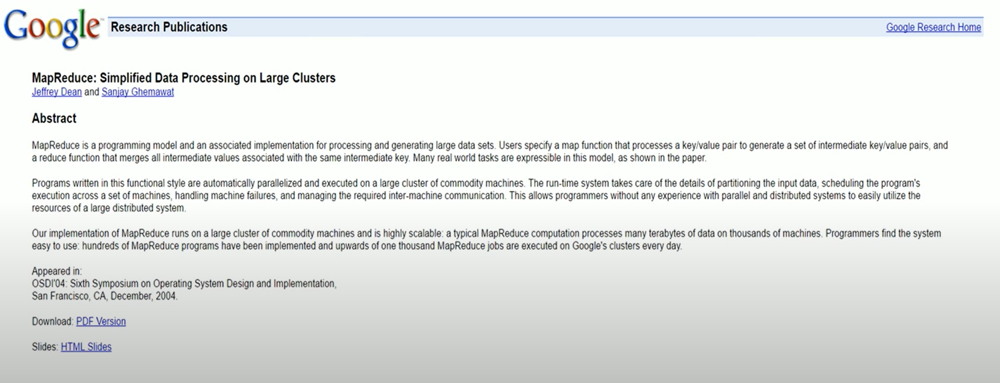 Google™ Research Publications Google Research Home
MapReduce: Simplified Data Processing on Large Clusters
Jeffrey Dean and Sanjay Ghemawat
Abstract
MapReduce is a programming model and an associated implementation for processing and generating large data sets. Users specify a map function that processes a key/value pair to generate a set of intermediate key/value pairs, and
a reduce function that merges all intermediate values associated with the same intermediate key. Many real world tasks are expressible in this model, as shown in the paper.
Programs written in this functional style are automatically parallelized and executed on a large cluster of commodity machines. The run-time system takes care of the details of partitioning the input data, scheduling the program's
execution across a set of machines, handling machine failures, and managing the required inter-machine communication. This allows programmers without any experience with parallel and distributed systems to easily utilize the
resources of a large distributed system.
Our implementation of MapReduce runs on a large cluster of commodity machines and is highly scalable: a typical MapReduce computation processes many terabytes of data on thousands of machines. Programmers find the system
easy to use: hundreds of MapReduce programs have been implemented and upwards of one thousand MapReduce jobs are executed on Google's clusters every day.
Appeared in:
OSDI'04: Sixth Symposium on Operating System Design and Implementation,
San Francisco, CA, December, 2004.
Download: PDF Version
Slides: HTML Slides